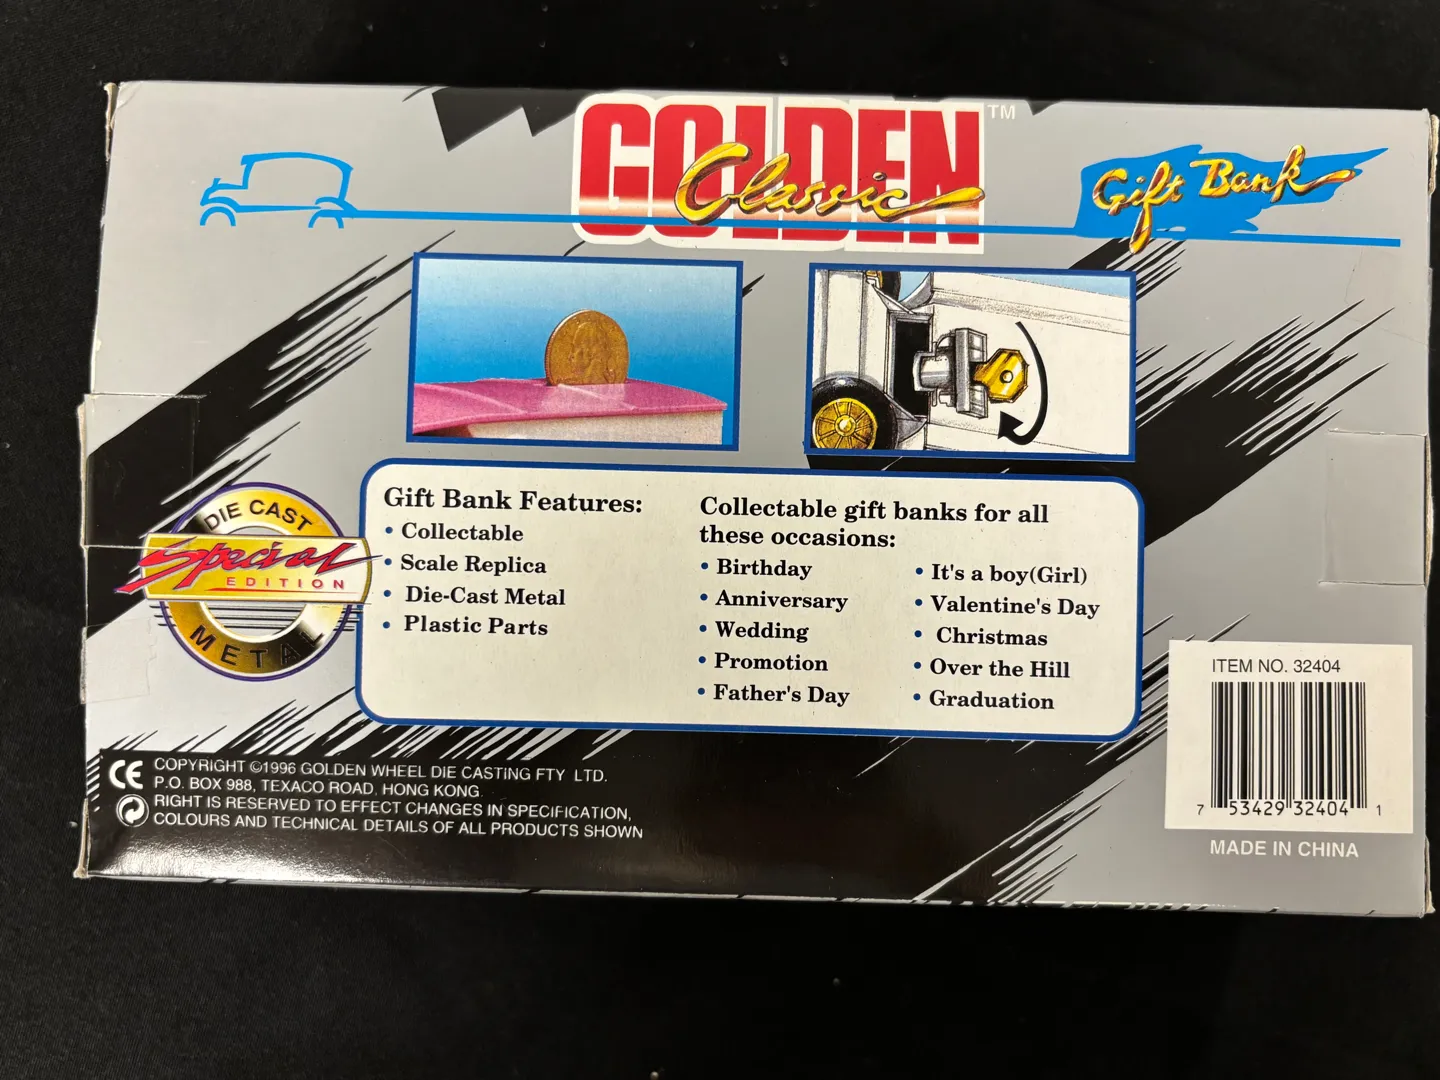 GOLDEN™
Classic
Gift Bank
DIE CAST
Special
EDITION
METAL
Gift Bank Features:
• Collectable
• Scale Replica
• Die-Cast Metal
• Plastic Parts
Collectable gift banks for all
these occasions:
• Birthday
• Anniversary
• Wedding
• Promotion
• Father's Day
• It's a boy(Girl)
• Valentine's Day
• Christmas
• Over the Hill
• Graduation
CE
COPYRIGHT ©1996 GOLDEN WHEEL DIE CASTING FTY LTD.
P.O. BOX 988, TEXACO ROAD, HONG KONG.
RIGHT IS RESERVED TO EFFECT CHANGES IN SPECIFICATION,
COLOURS AND TECHNICAL DETAILS OF ALL PRODUCTS SHOWN
ITEM NO. 32404
7 53429 32404 1
MADE IN CHINA